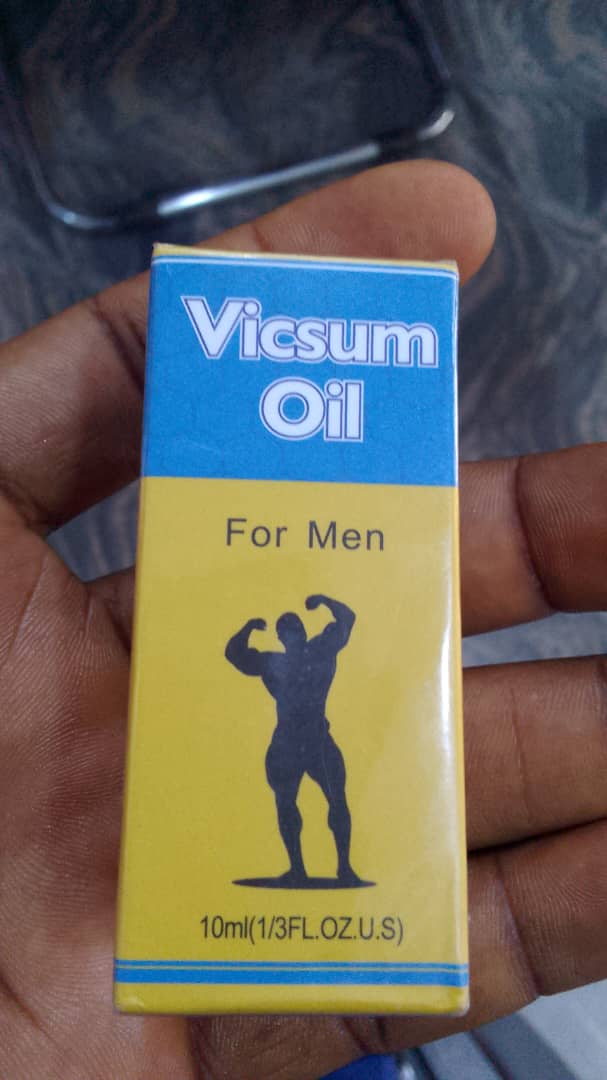 Vicsum
Oil
For Men
10ml(1/3FL.OZ.U.S)